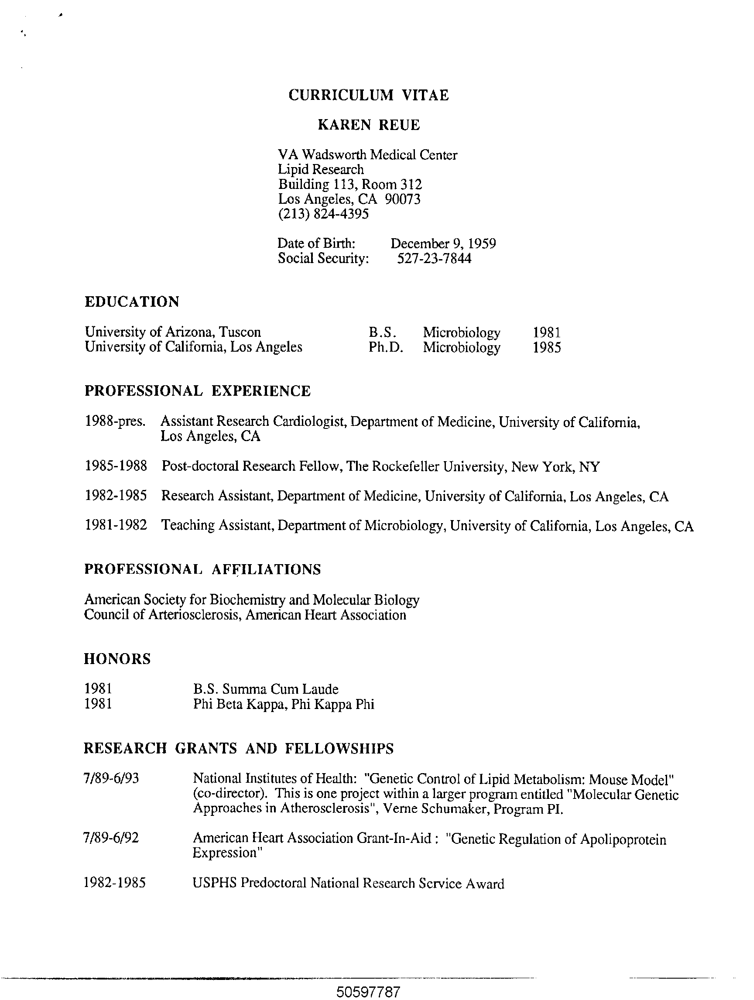 CURRICULUM VITAE
KAREN REUE
VA Wadsworth Medical Center
Lipid Research
Building 113, Room 312
Los Angeles, CA 90073
(213) 824-4395
Date of Birth: December 9, 1959
Social Security: 527-23-7844
EDUCATION
University of Arizona, Tuscon B.S. Microbiology 1981
University of California, Los Angeles Ph.D. Microbiology 1985
PROFESSIONAL EXPERIENCE
1988-pres. Assistant Research Cardiologist, Department of Medicine, University of California,
Los Angeles, CA
1985-1988 Post-doctoral Research Fellow, The Rockefeller University, New York, NY
1982-1985 Research Assistant, Department of Medicine, University of California, Los Angeles, CA
1981-1982 Teaching Assistant, Department of Microbiology, University of California, Los Angeles, CA
PROFESSIONAL AFFILIATIONS
American Society for Biochemistry and Molecular Biology
Council of Arteriosclerosis, American Heart Association
HONORS
1981 B.S. Summa Cum Laude
1981 Phi Beta Kappa, Phi Kappa Phi
RESEARCH GRANTS AND FELLOWSHIPS
7/89-6/93 National Institutes of Health: "Genetic Control of Lipid Metabolism: Mouse Model"
(co-director). This is one project within a larger program entitled "Molecular Genetic
Approaches in Atherosclerosis", Verne Schumaker, Program PI.
7/89-6/92 American Heart Association Grant-In-Aid : "Genetic Regulation of Apolipoprotein
Expression"
1982-1985 USPHS Predoctoral National Research Service Award
50597787